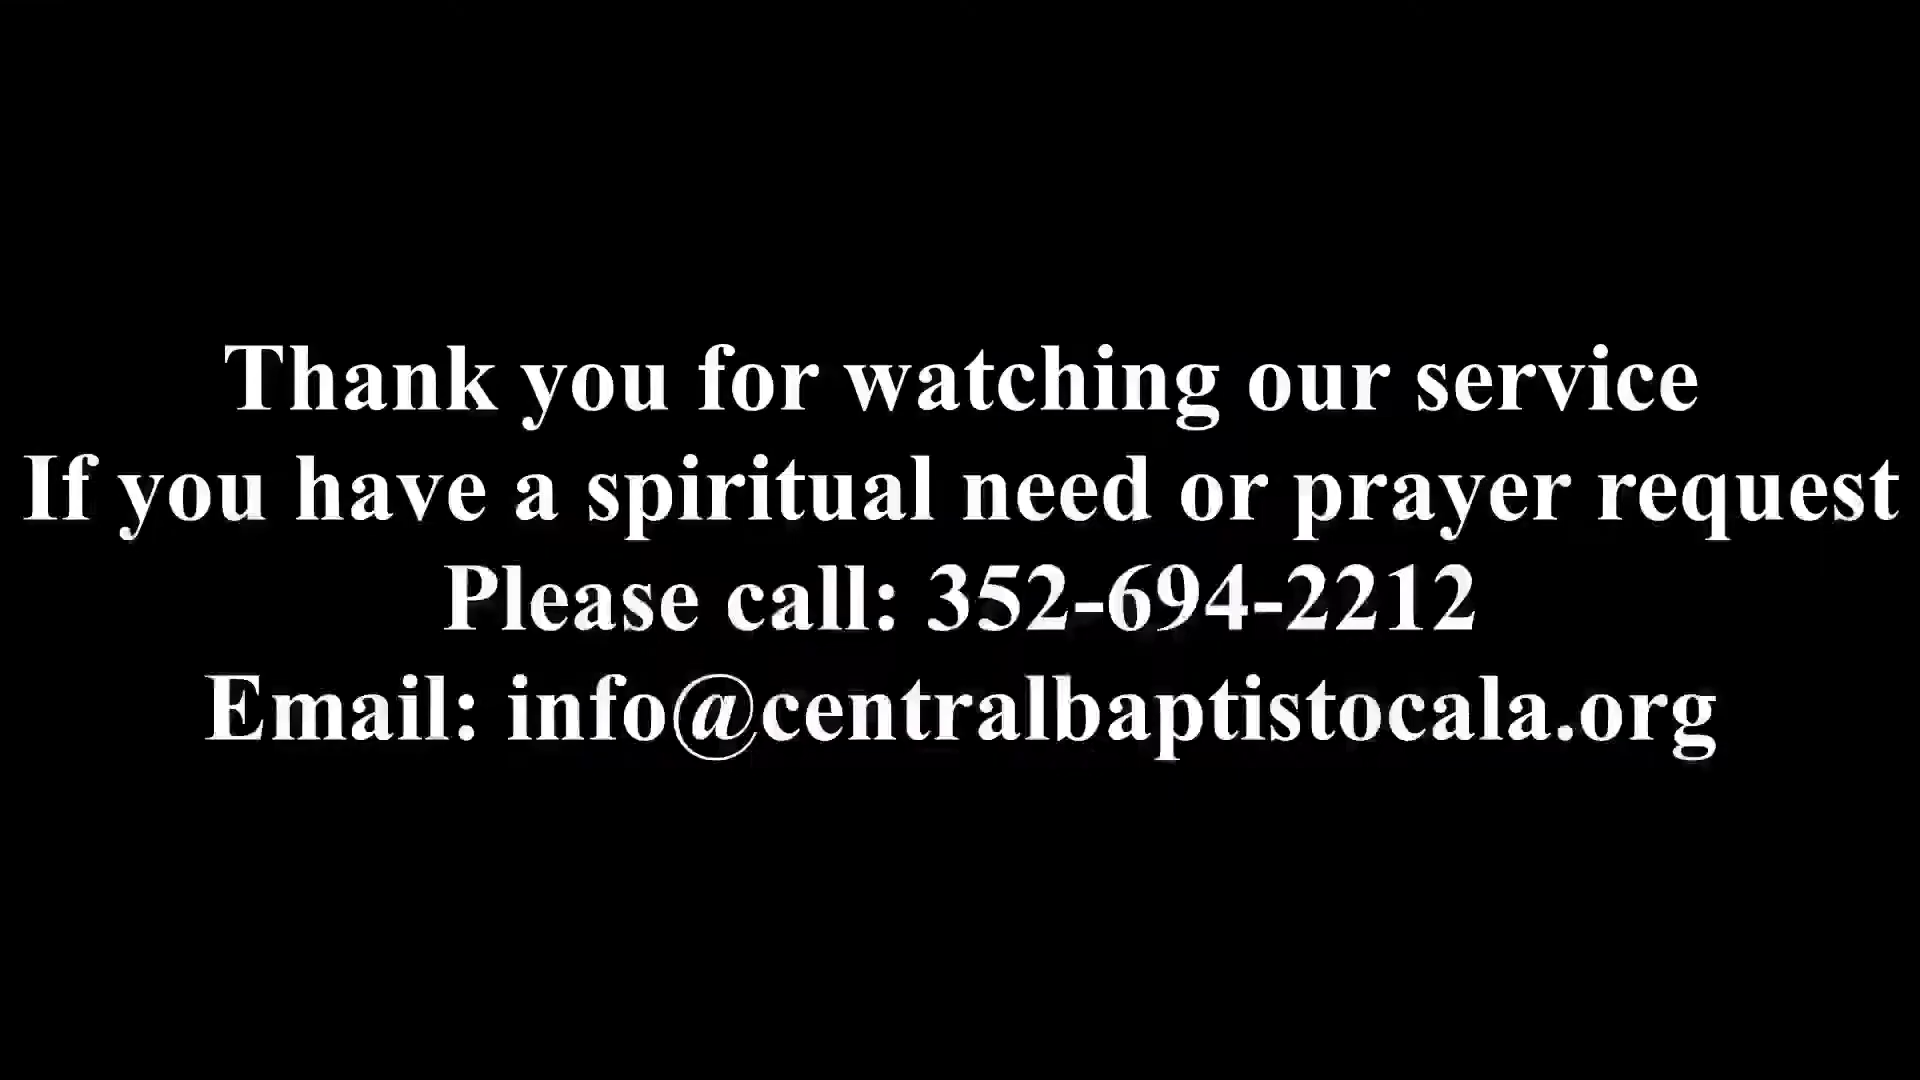 Thank you for watching our service
If you have a spiritual need or prayer request
Please call: 352-694-2212
Email: info@centralbaptistocala.org